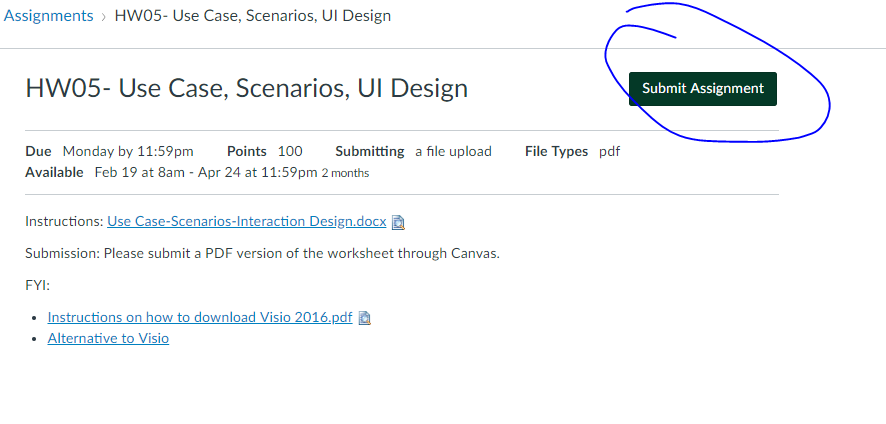 Assignments › HW05- Use Case, Scenarios, UI Design
HW05- Use Case, Scenarios, UI Design
Submit Assignment
Due Monday by 11:59pm Points 100 Submitting a file upload File Types pdf
Available Feb 19 at 8am - Apr 24 at 11:59pm 2 months
Instructions: Use Case-Scenarios-Interaction Design.docx
Submission: Please submit a PDF version of the worksheet through Canvas.
FYI:
• Instructions on how to download Visio 2016.pdf
• Alternative to Visio